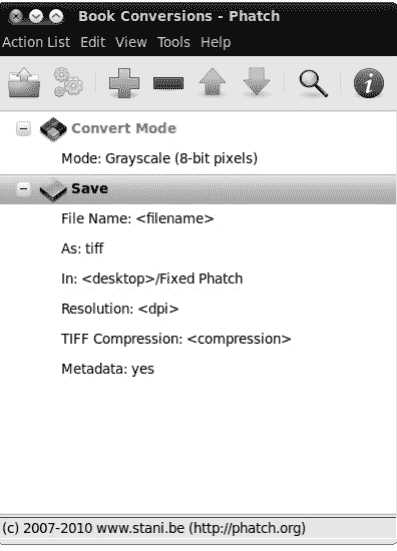 Book Conversions - Phatch
Action List Edit View Tools Help
Convert Mode
Mode: Grayscale (8-bit pixels)
Save
File Name: <filename>
As: tiff
In: <desktop>/Fixed Phatch
Resolution: <dpi>
TIFF Compression: <compression>
Metadata: yes
(c) 2007-2010 www.stani.be (http://phatch.org)